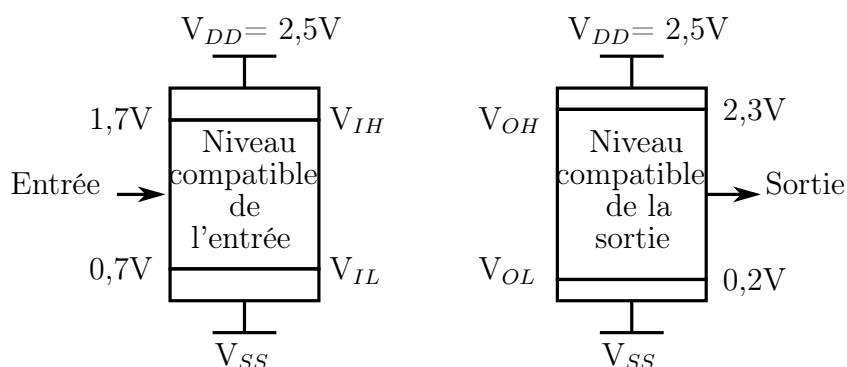 V_DD= 2,5V
1,7V
V_IH
Niveau
compatible
de
l'entrée
Entrée
0,7V
V_IL
V_SS
V_DD= 2,5V
V_OH
2,3V
Niveau
compatible
de la
sortie
Sortie
V_OL
0,2V
V_SS